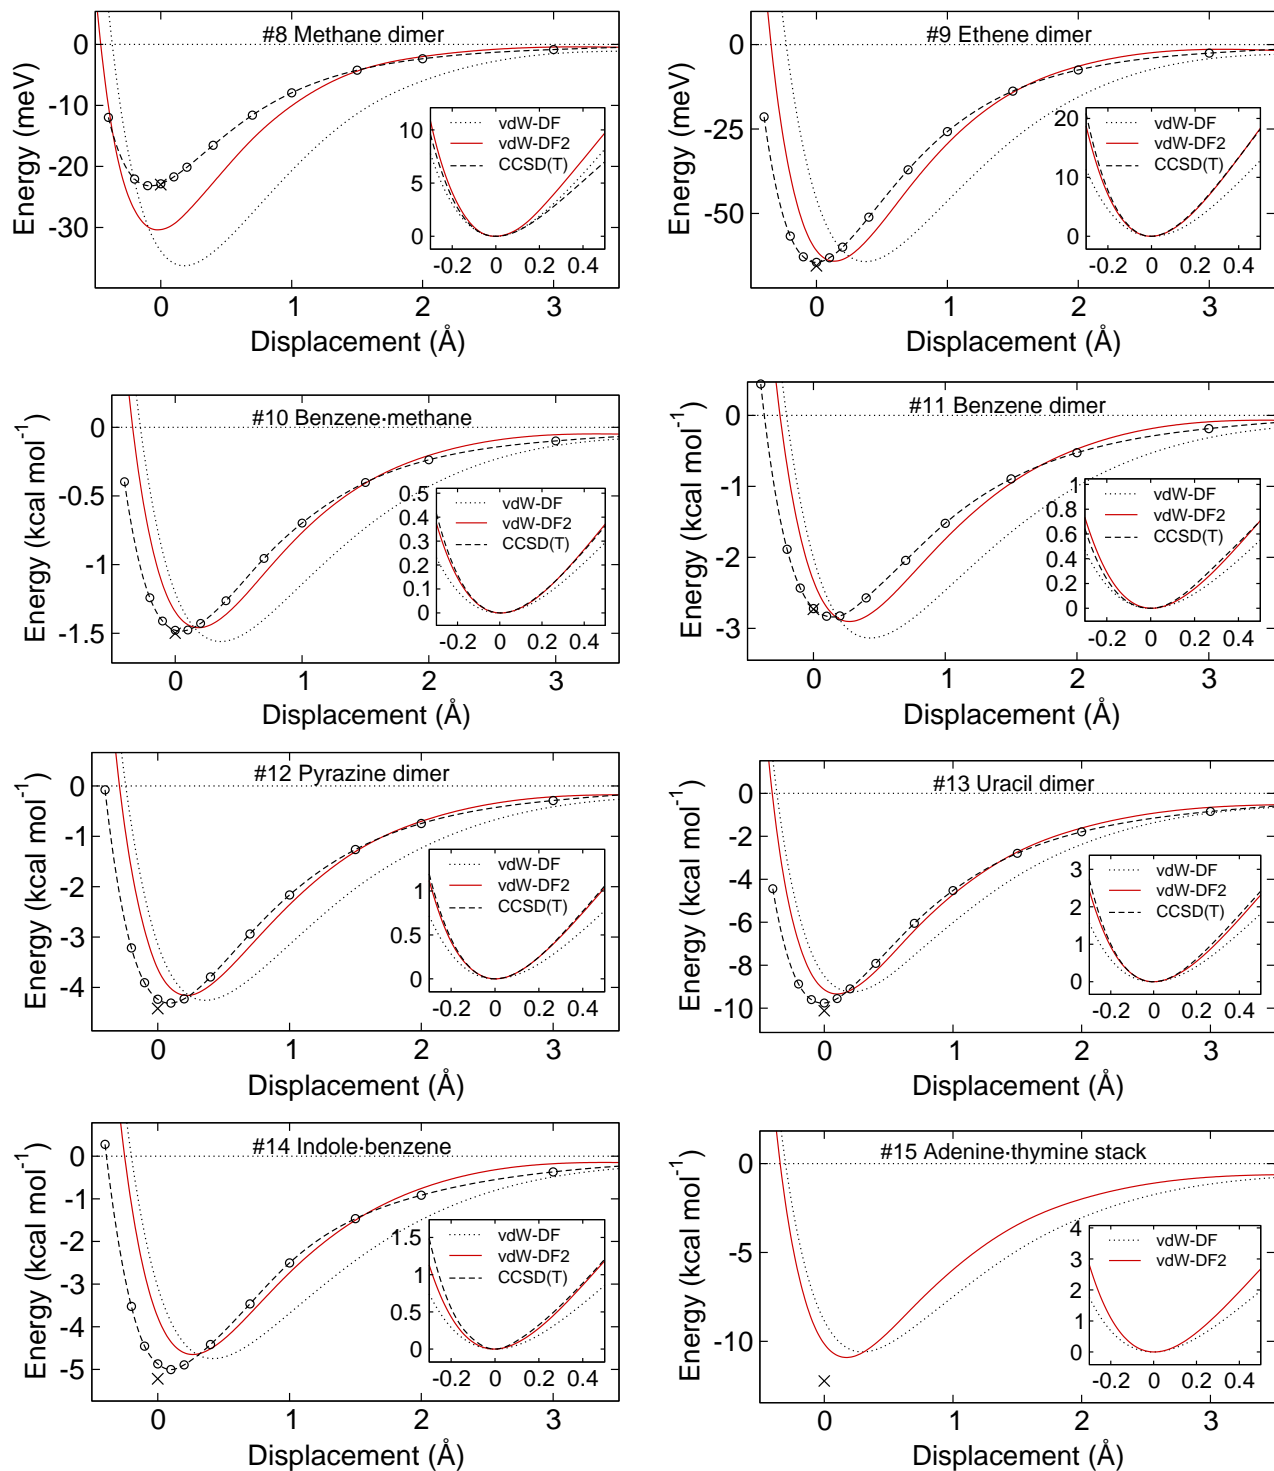 #8 Methane dimer
Energy (meV)
0
-10
-20
-30
vdW-DF
vdW-DF2
CCSD(T)
10
5
0
-0.2 0 0.2 0.4
0 1 2 3
Displacement (Å)
#9 Ethene dimer
Energy (meV)
0
-25
-50
vdW-DF
vdW-DF2
CCSD(T)
20
10
0
-0.2 0 0.2 0.4
0 1 2 3
Displacement (Å)
#10 Benzene·methane
Energy (kcal mol⁻¹)
0
-0.5
-1
-1.5
vdW-DF
vdW-DF2
CCSD(T)
0.5
0.4
0.3
0.2
0.1
0
-0.2 0 0.2 0.4
0 1 2 3
Displacement (Å)
#11 Benzene dimer
Energy (kcal mol⁻¹)
0
-1
-2
-3
vdW-DF
vdW-DF2
CCSD(T)
1
0.8
0.6
0.4
0.2
0
-0.2 0 0.2 0.4
0 1 2 3
Displacement (Å)
#12 Pyrazine dimer
Energy (kcal mol⁻¹)
0
-1
-2
-3
-4
vdW-DF
vdW-DF2
CCSD(T)
1
0.5
0
-0.2 0 0.2 0.4
0 1 2 3
Displacement (Å)
#13 Uracil dimer
Energy (kcal mol⁻¹)
0
-2
-4
-6
-8
-10
vdW-DF
vdW-DF2
CCSD(T)
3
2
1
0
-0.2 0 0.2 0.4
0 1 2 3
Displacement (Å)
#14 Indole·benzene
Energy (kcal mol⁻¹)
0
-1
-2
-3
-4
-5
vdW-DF
vdW-DF2
CCSD(T)
1.5
1
0.5
0
-0.2 0 0.2 0.4
0 1 2 3
Displacement (Å)
#15 Adenine·thymine stack
Energy (kcal mol⁻¹)
0
-5
-10
vdW-DF
vdW-DF2
4
3
2
1
0
-0.2 0 0.2 0.4
0 1 2 3
Displacement (Å)